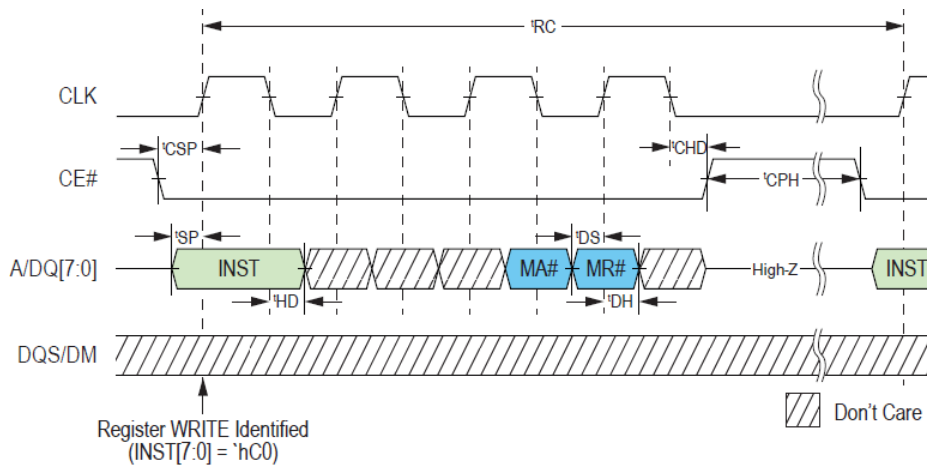 tRC
CLK
tCSP
tCHD
CE#
tCPH
tSP
tDS
A/DQ[7:0]
INST
MA#
MR#
High-Z
INST
tHD
tDH
DQS/DM
Register WRITE Identified
(INST[7:0] = `hC0)
Don't Care